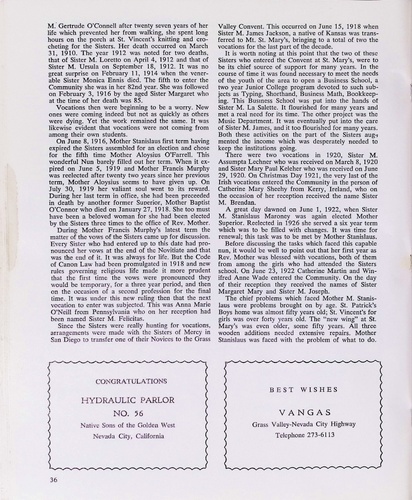 M. Gertrude O'Connell after twenty seven years of her
life which prevented her from walking, she spent long
hours on the porch at St. Vincent's knitting and cro-
cheting for the Sisters. Her death occurred on March
31, 1910. The year 1912 was noted for two deaths,
that of Sister M. Loretto on April 4, 1912 and that of
Sister M. Ursula on September 18, 1912. It was no
great surprise on February 11, 1914 when the vener-
able Sister Monica Ennis died. The fifth to enter the
Community she was in her 82nd year. She was followed
on February 3, 1916 by the aged Sister Margaret who
at the time of her death was 85.
Vocations then were beginning to be a worry. New
ones were coming indeed but not as quickly as others
were dying. Yet the work remained the same. It was
likewise evident that vocations were not coming from
among their own students.
On June 8, 1916, Mother Stanislaus first term having
expired the Sisters assembled for an election and chose
for the fifth time Mother Aloysius O'Farrell. This
wonderful Nun barely filled out her term. When it ex-
pired on June 5, 1919 and Mother Francis Murphy
was reelected after twenty two years since her previous
term, Mother Aloysius seems to have given up. On
July 30, 1919 her valiant soul went to its reward.
During her last term in office, she had been preceded
in death by another former Superior, Mother Baptist
O'Connor who died on January 27, 1918. She too must
have been a beloved woman for she had been elected
by the Sisters three times to the office of Rev. Mother.
During Mother Francis Murphy's latest term the
matter of the vows of the Sisters came up for discussion.
Every Sister who had entered up to this date had pro-
nounced her vows at the end of the Novitiate and that
was the end of it. It was always for life. But the Code
of Canon Law had been promulgated in 1918 and new
rules governing religious life made it more prudent
that the first time the vows were pronounced they
would be temporary, for a three year period, and then
on the occasion of a second profession for the final
time. It was under this new ruling then that the next
vocation to enter was subjected. This was Anna Marie
O'Neill from Pennsylvania who on her reception had
been named Sister M. Felicitas.
Since the Sisters were really hunting for vocations,
arrangements were made with the Sisters of Mercy in
San Diego to transfer one of their Novices to the Grass
Valley Convent. This occurred on June 15, 1918 when
Sister M. James Jackson, a native of Kansas was trans-
ferred to Mt. St. Mary's, bringing to a total of two the
vocations for the last part of the decade.
It is worth noting at this point that the two of these
Sisters who entered the Convent at St. Mary's, were to
be its chief source of support for many years. In the
course of time it was found necessary to meet the needs
of the youth of the area to open a Business School, a
two year Junior College program devoted to such sub-
jects as Typing, Shorthand, Business Math, Bookkeep-
ing. This Business School was put into the hands of
Sister M. La Salette. It flourished for many years and
met a real need for its time. The other project was the
Music Department. It was eventually put into the care
of Sister M. James, and it too flourished for many years.
Both these activities on the part of the Sisters aug-
mented the income which was desperately needed to
keep the institutions going.
There were two vocations in 1920, Sister M.
Assumpta Lechner who was received on March 8, 1920
and Sister Mary Paul Keleher who was received on June
29, 1920. On Christmas Day 1921, the very last of the
Irish vocations entered the Community in the person of
Catherine Mary Sheehy from Kerry, Ireland, who on
the occasion of her reception received the name Sister
M. Brendan.
A great day dawned on June 1, 1922, when Sister
M. Stanislaus Maroney was again elected Mother
Superior. Reelected in 1926 she served a six year term
which was to be filled with changes. It was time for
renewal; this task was to be met by Mother Stanislaus.
Before discussing the tasks which faced this capable
nun, it would be well to point out that her first year as
Rev. Mother was blessed with vocations, both of them
from among the girls who had attended the Sisters
school. On June 23, 1922 Catherine Martin and Win-
ifred Anne Wade entered the Community. On the day
of their reception they received the names of Sister
Margaret Mary and Sister M. Joseph.
The chief problems which faced Mother M. Stanis-
laus were problems brought on by age. St. Patrick's
Boys home was almost fifty years old; St. Vincent's for
girls was over forty years old. The "new wing" at St.
Mary's was even older, some fifty years. All three
wooden additions needed extensive repairs. Mother
Stanislaus was faced with the problem of what to do.
CONGRATULATIONS
HYDRAULIC PARLOR
NO. 56
Native Sons of the Golden West
Nevada City, California
BEST WISHES
VANGAS
Grass Valley-Nevada City Highway
Telephone 273-6113
36